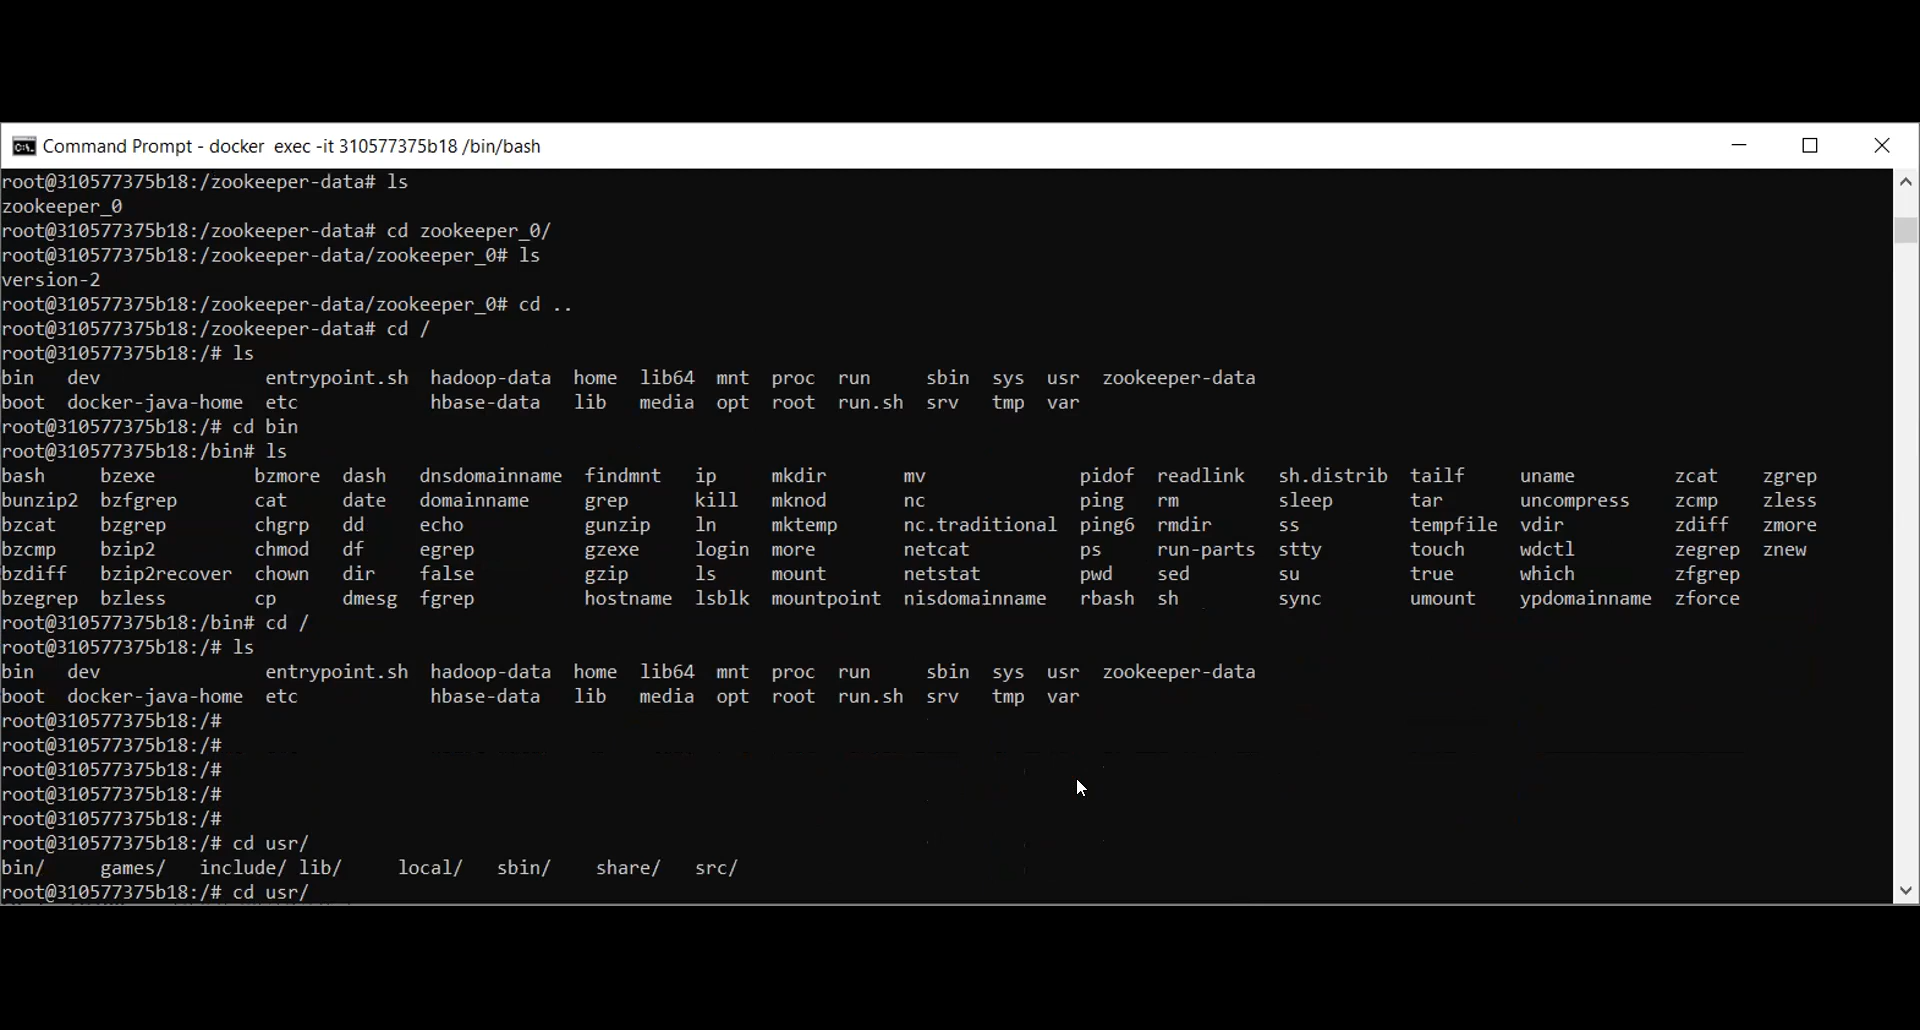 Command Prompt - docker  exec -it 310577375b18 /bin/bash
root@310577375b18:/zookeeper-data# ls
zookeeper_0
root@310577375b18:/zookeeper-data# cd zookeeper_0/
root@310577375b18:/zookeeper-data/zookeeper_0# ls
version-2
root@310577375b18:/zookeeper-data/zookeeper_0# cd ..
root@310577375b18:/zookeeper-data# cd /
root@310577375b18:/# ls
bin   dev               entrypoint.sh  hadoop-data  home  lib64  mnt  proc  run     sbin  sys  usr  zookeeper-data
boot  docker-java-home  etc            hbase-data   lib   media  opt  root  run.sh  srv   tmp  var
root@310577375b18:/# cd bin
root@310577375b18:/bin# ls
bash     bzexe        bzmore  dash   dnsdomainname  findmnt   ip     mkdir       mv              pidof  readlink   sh.distrib  tailf     uname          zcat     zgrep
bunzip2  bzfgrep      cat     date   domainname     grep      kill   mknod       nc              ping   rm         sleep       tar       uncompress     zcmp     zless
bzcat    bzgrep       chgrp   dd     echo           gunzip    ln     mktemp      nc.traditional  ping6  rmdir      ss          tempfile  vdir           zdiff    zmore
bzcmp    bzip2        chmod   df     egrep          gzexe     login  more        netcat          ps     run-parts  stty        touch     wdctl          zegrep   znew
bzdiff   bzip2recover  chown   dir    false          gzip      ls     mount       netstat         pwd    sed        su          true      which          zfgrep
bzegrep  bzless       cp      dmesg  fgrep          hostname  lsblk  mountpoint  nisdomainname   rbash  sh         sync        umount    ypdomainname   zforce
root@310577375b18:/bin# cd /
root@310577375b18:/# ls
bin   dev               entrypoint.sh  hadoop-data  home  lib64  mnt  proc  run     sbin  sys  usr  zookeeper-data
boot  docker-java-home  etc            hbase-data   lib   media  opt  root  run.sh  srv   tmp  var
root@310577375b18:/#
root@310577375b18:/#
root@310577375b18:/#
root@310577375b18:/#
root@310577375b18:/#
root@310577375b18:/# cd usr/
bin/     games/   include/ lib/     local/   sbin/    share/   src/
root@310577375b18:/# cd usr/